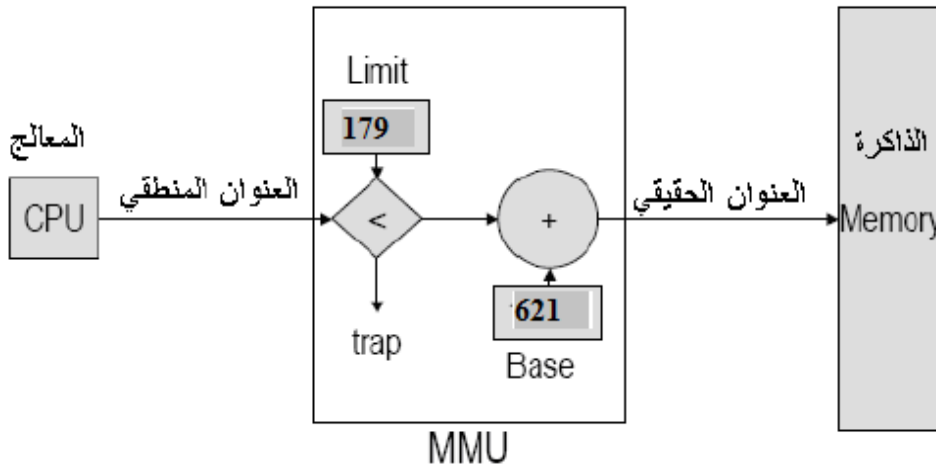 Limit
179
المعالج
CPU
العنوان المنطقي
<
+
العنوان الحقيقي
الذاكرة
Memory
trap
621
Base
MMU